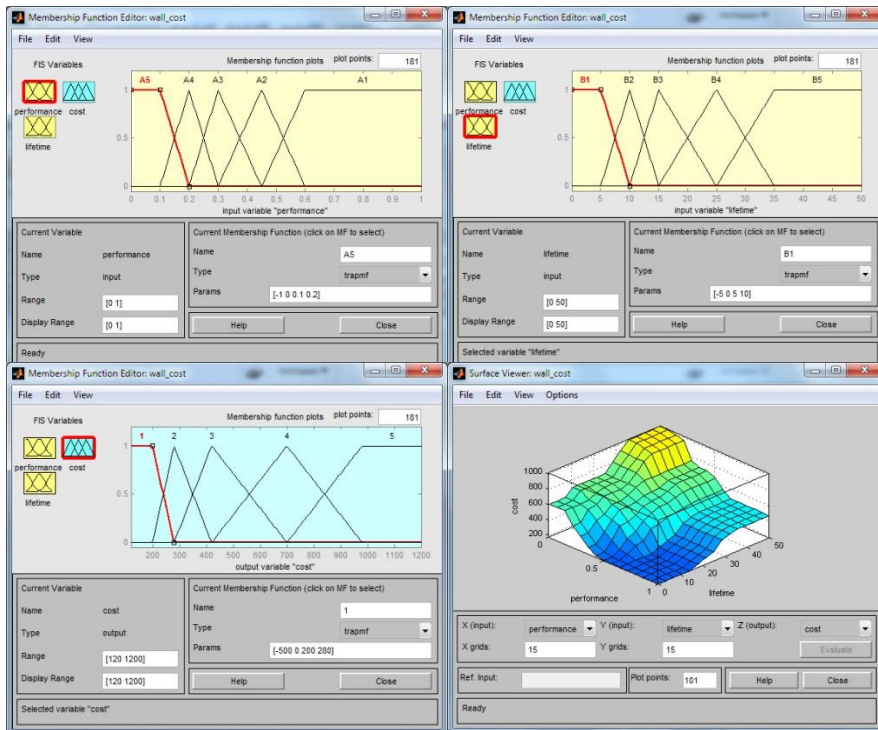 Membership Function Editor: wall_cost
File Edit View
FIS Variables
Membership function plots plot points: 181
performance cost
lifetime
A5 A4 A3 A2 A1
1
0.5
0
0 0.1 0.2 0.3 0.4 0.5 0.6 0.7 0.8 0.9 1
input variable "performance"
Current Variable
Name performance
Type input
Range [0 1]
Display Range [0 1]
Current Membership Function (click on MF to select)
Name A5
Type trapmf
Params [-1 0 0.1 0.2]
Help Close
Ready
Membership Function Editor: wall_cost
File Edit View
FIS Variables
Membership function plots plot points: 181
performance cost
lifetime
B1 B2 B3 B4 B5
1
0.5
0
0 5 10 15 20 25 30 35 40 45 50
input variable "lifetime"
Current Variable
Name lifetime
Type input
Range [0 50]
Display Range [0 50]
Current Membership Function (click on MF to select)
Name B1
Type trapmf
Params [-5 0 5 10]
Help Close
Selected variable "lifetime"
Membership Function Editor: wall_cost
File Edit View
FIS Variables
Membership function plots plot points: 181
performance cost
lifetime
1 2 3 4 5
1
0.5
0
200 300 400 500 600 700 800 900 1000 1100 1200
output variable "cost"
Current Variable
Name cost
Type output
Range [120 1200]
Display Range [120 1200]
Current Membership Function (click on MF to select)
Name 1
Type trapmf
Params [-500 0 200 280]
Help Close
Selected variable "cost"
Surface Viewer: wall_cost
File Edit View Options
1000
800
600
400
200
cost
0 0.5 1
performance
0 10 20 30 40 50
lifetime
X (input): performance Y (input): lifetime Z (output): cost
X grids: 15 Y grids: 15 Evaluate
Ref. Input: Plot points: 101 Help Close
Ready